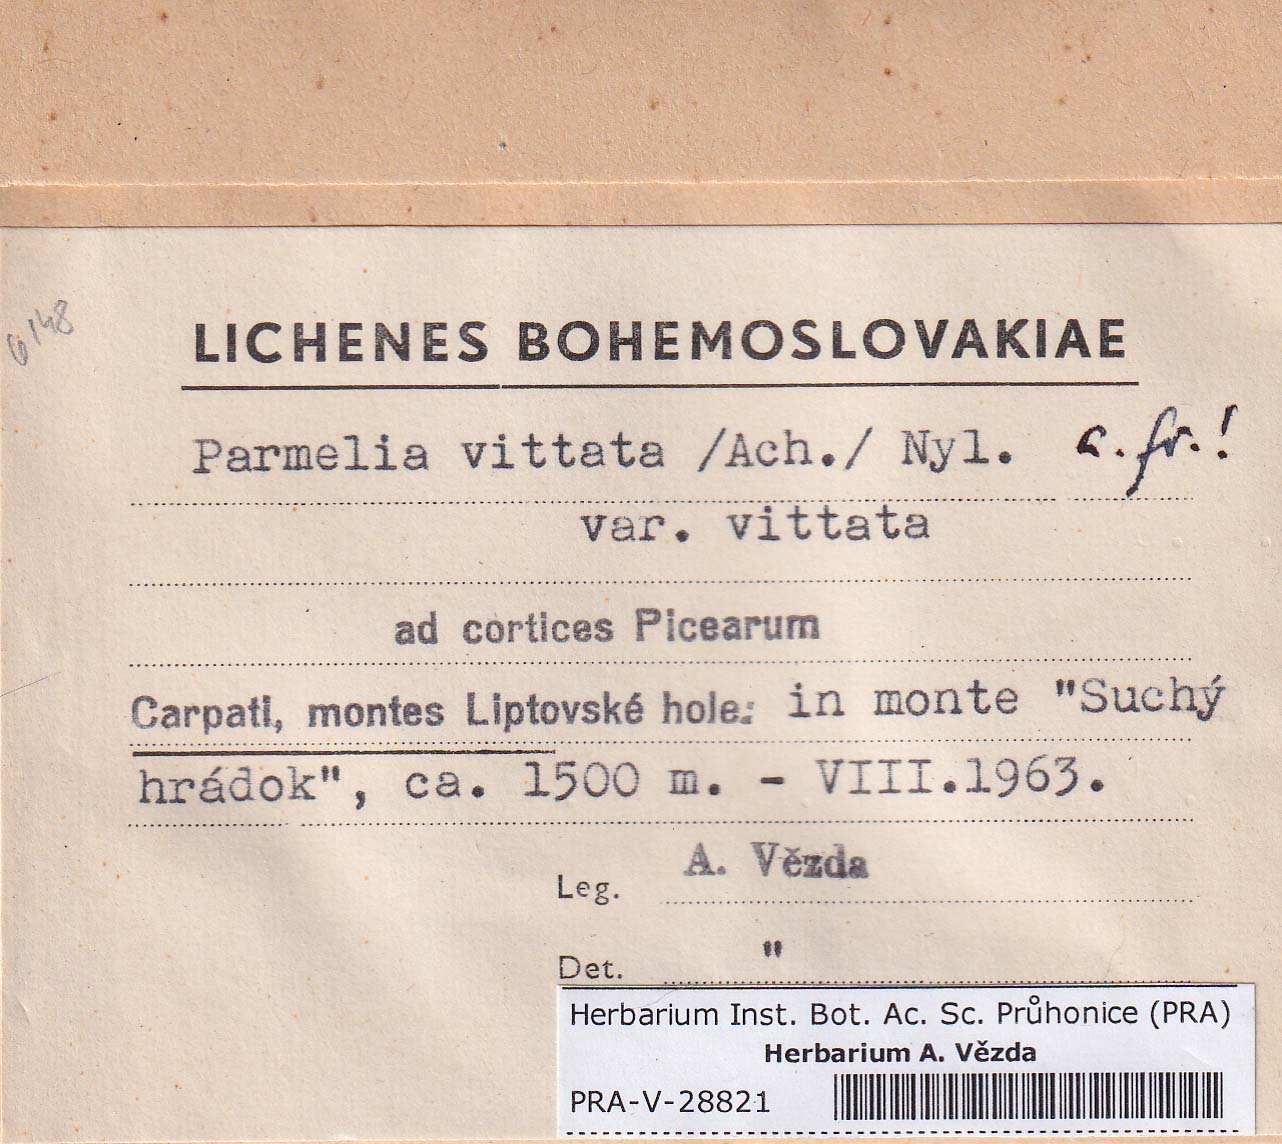 6148
LICHENES BOHEMOSLOVAKIAE
Parmelia vittata /Ach./ Nyl. c. fr.!
var. vittata
ad cortices Picearum
Carpati, montes Liptovské hole: in monte "Suchý
hrádok", ca. 1500 m. - VIII.1963.
Leg. A. Vězda
Det. "
Herbarium Inst. Bot. Ac. Sc. Průhonice (PRA)
Herbarium A. Vězda
PRA-V-28821